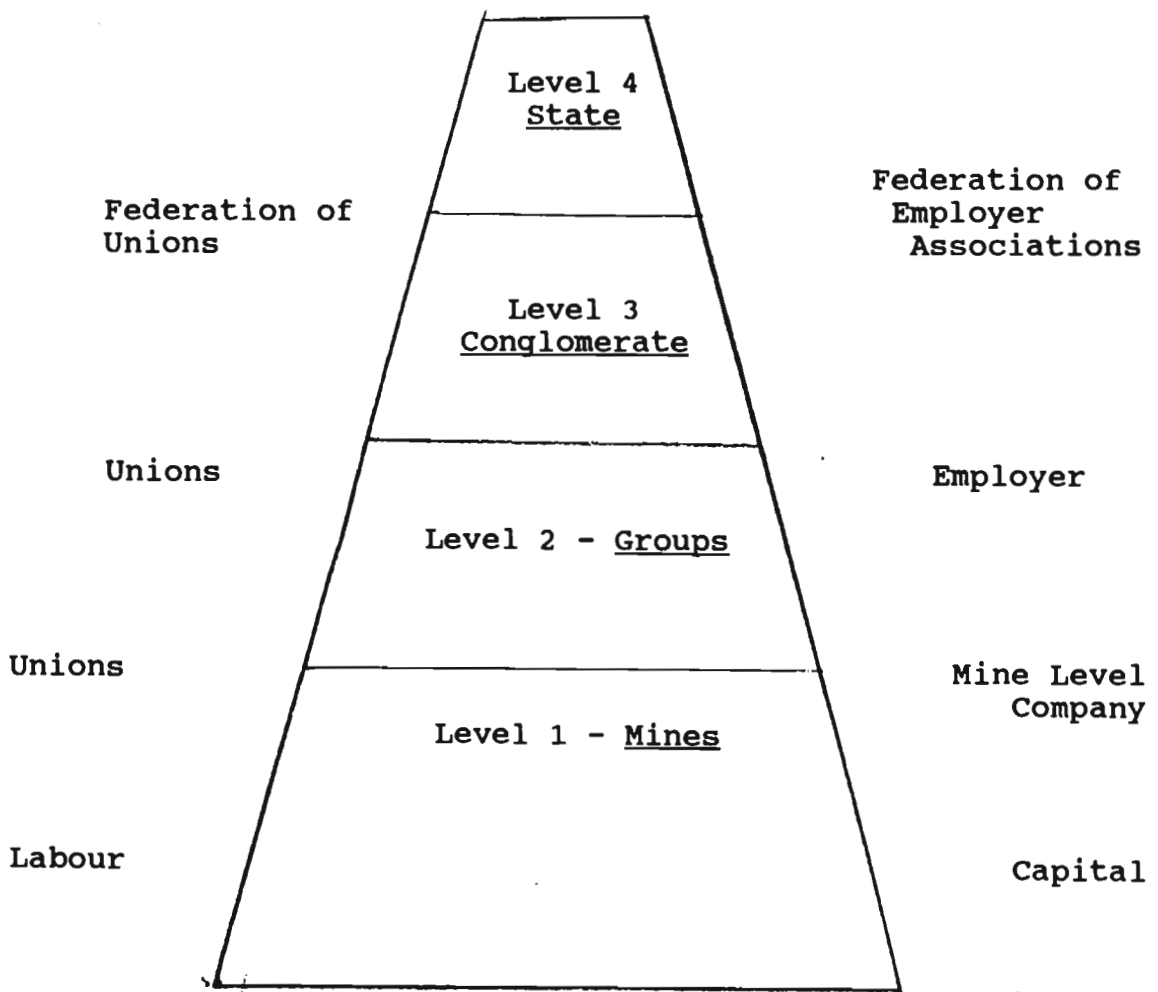 Level 4
State
Federation of
Unions
Federation of
Employer
Associations
Level 3
Conglomerate
Unions
Employer
Level 2 - Groups
Unions
Mine Level
Company
Level 1 - Mines
Labour
Capital